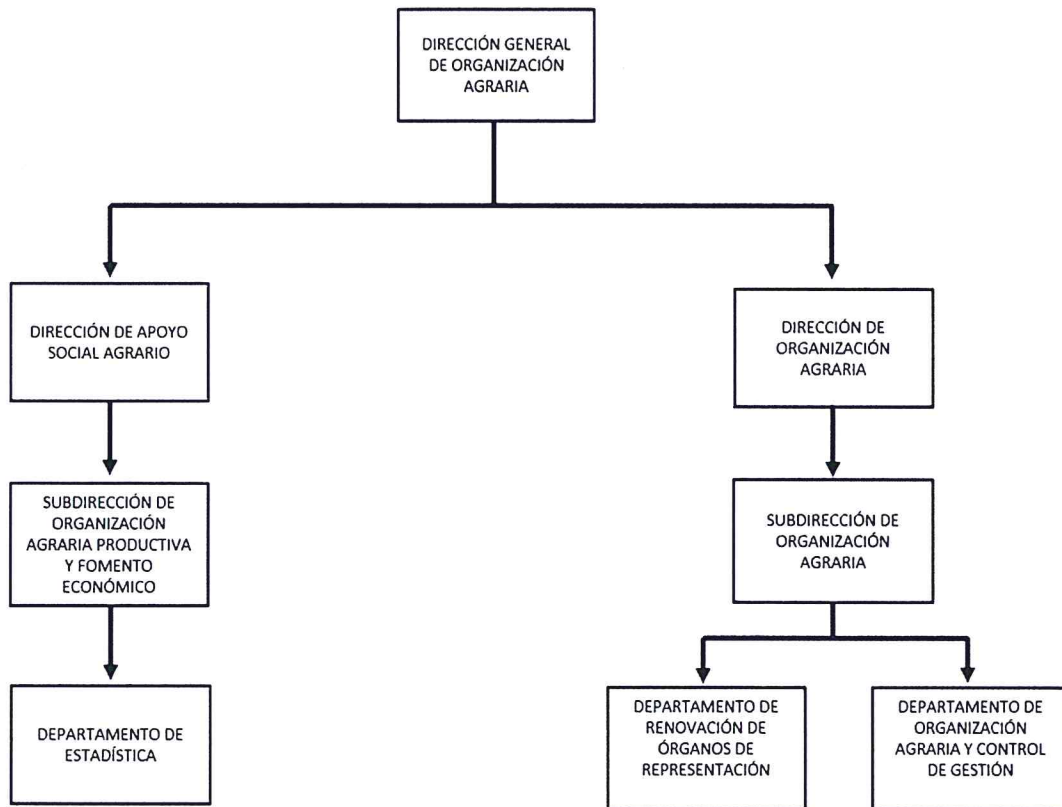 DIRECCIÓN GENERAL
DE ORGANIZACIÓN
AGRARIA
DIRECCIÓN DE APOYO
SOCIAL AGRARIO
DIRECCIÓN DE
ORGANIZACIÓN
AGRARIA
SUBDIRECCIÓN DE
ORGANIZACIÓN
AGRARIA PRODUCTIVA
Y FOMENTO
ECONÓMICO
SUBDIRECCIÓN DE
ORGANIZACIÓN
AGRARIA
DEPARTAMENTO DE
ESTADÍSTICA
DEPARTAMENTO DE
RENOVACIÓN DE
ÓRGANOS DE
REPRESENTACIÓN
DEPARTAMENTO DE
ORGANIZACIÓN
AGRARIA Y CONTROL
DE GESTIÓN